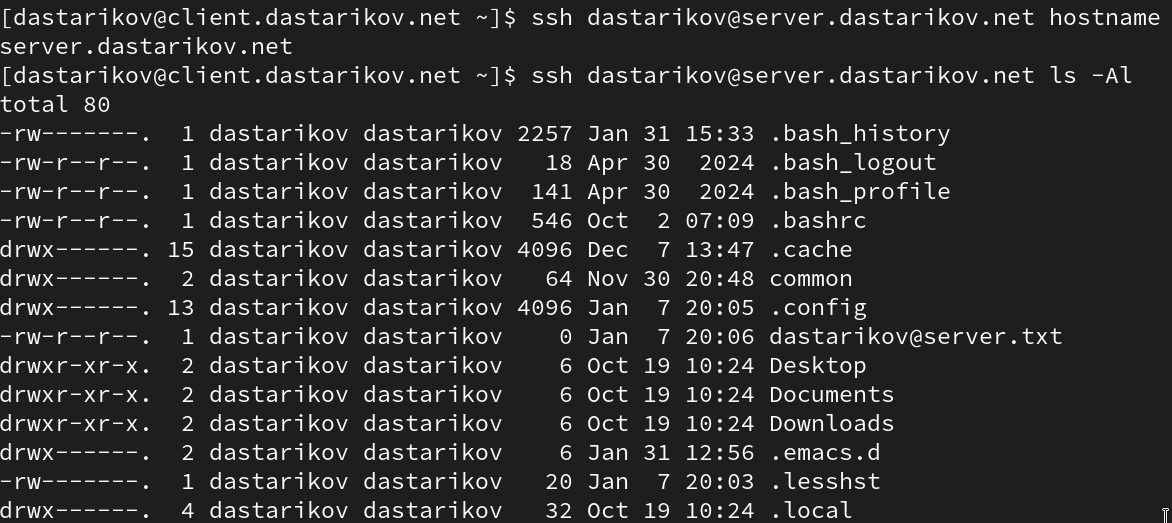 [dastarikov@client.dastarikov.net ~]$ ssh dastarikov@server.dastarikov.net hostname
server.dastarikov.net
[dastarikov@client.dastarikov.net ~]$ ssh dastarikov@server.dastarikov.net ls -Al
total 80
-rw-------.  1 dastarikov dastarikov 2257 Jan 31 15:33 .bash_history
-rw-r--r--.  1 dastarikov dastarikov   18 Apr 30  2024 .bash_logout
-rw-r--r--.  1 dastarikov dastarikov  141 Apr 30  2024 .bash_profile
-rw-r--r--.  1 dastarikov dastarikov  546 Oct  2 07:09 .bashrc
drwx------. 15 dastarikov dastarikov 4096 Dec  7 13:47 .cache
drwx------.  2 dastarikov dastarikov   64 Nov 30 20:48 common
drwx------. 13 dastarikov dastarikov 4096 Jan  7 20:05 .config
-rw-r--r--.  1 dastarikov dastarikov    0 Jan  7 20:06 dastarikov@server.txt
drwxr-xr-x.  2 dastarikov dastarikov    6 Oct 19 10:24 Desktop
drwxr-xr-x.  2 dastarikov dastarikov    6 Oct 19 10:24 Documents
drwxr-xr-x.  2 dastarikov dastarikov    6 Oct 19 10:24 Downloads
drwx------.  2 dastarikov dastarikov    6 Jan 31 12:56 .emacs.d
-rw-------.  1 dastarikov dastarikov   20 Jan  7 20:03 .lesshst
drwx------.  4 dastarikov dastarikov   32 Oct 19 10:24 .local